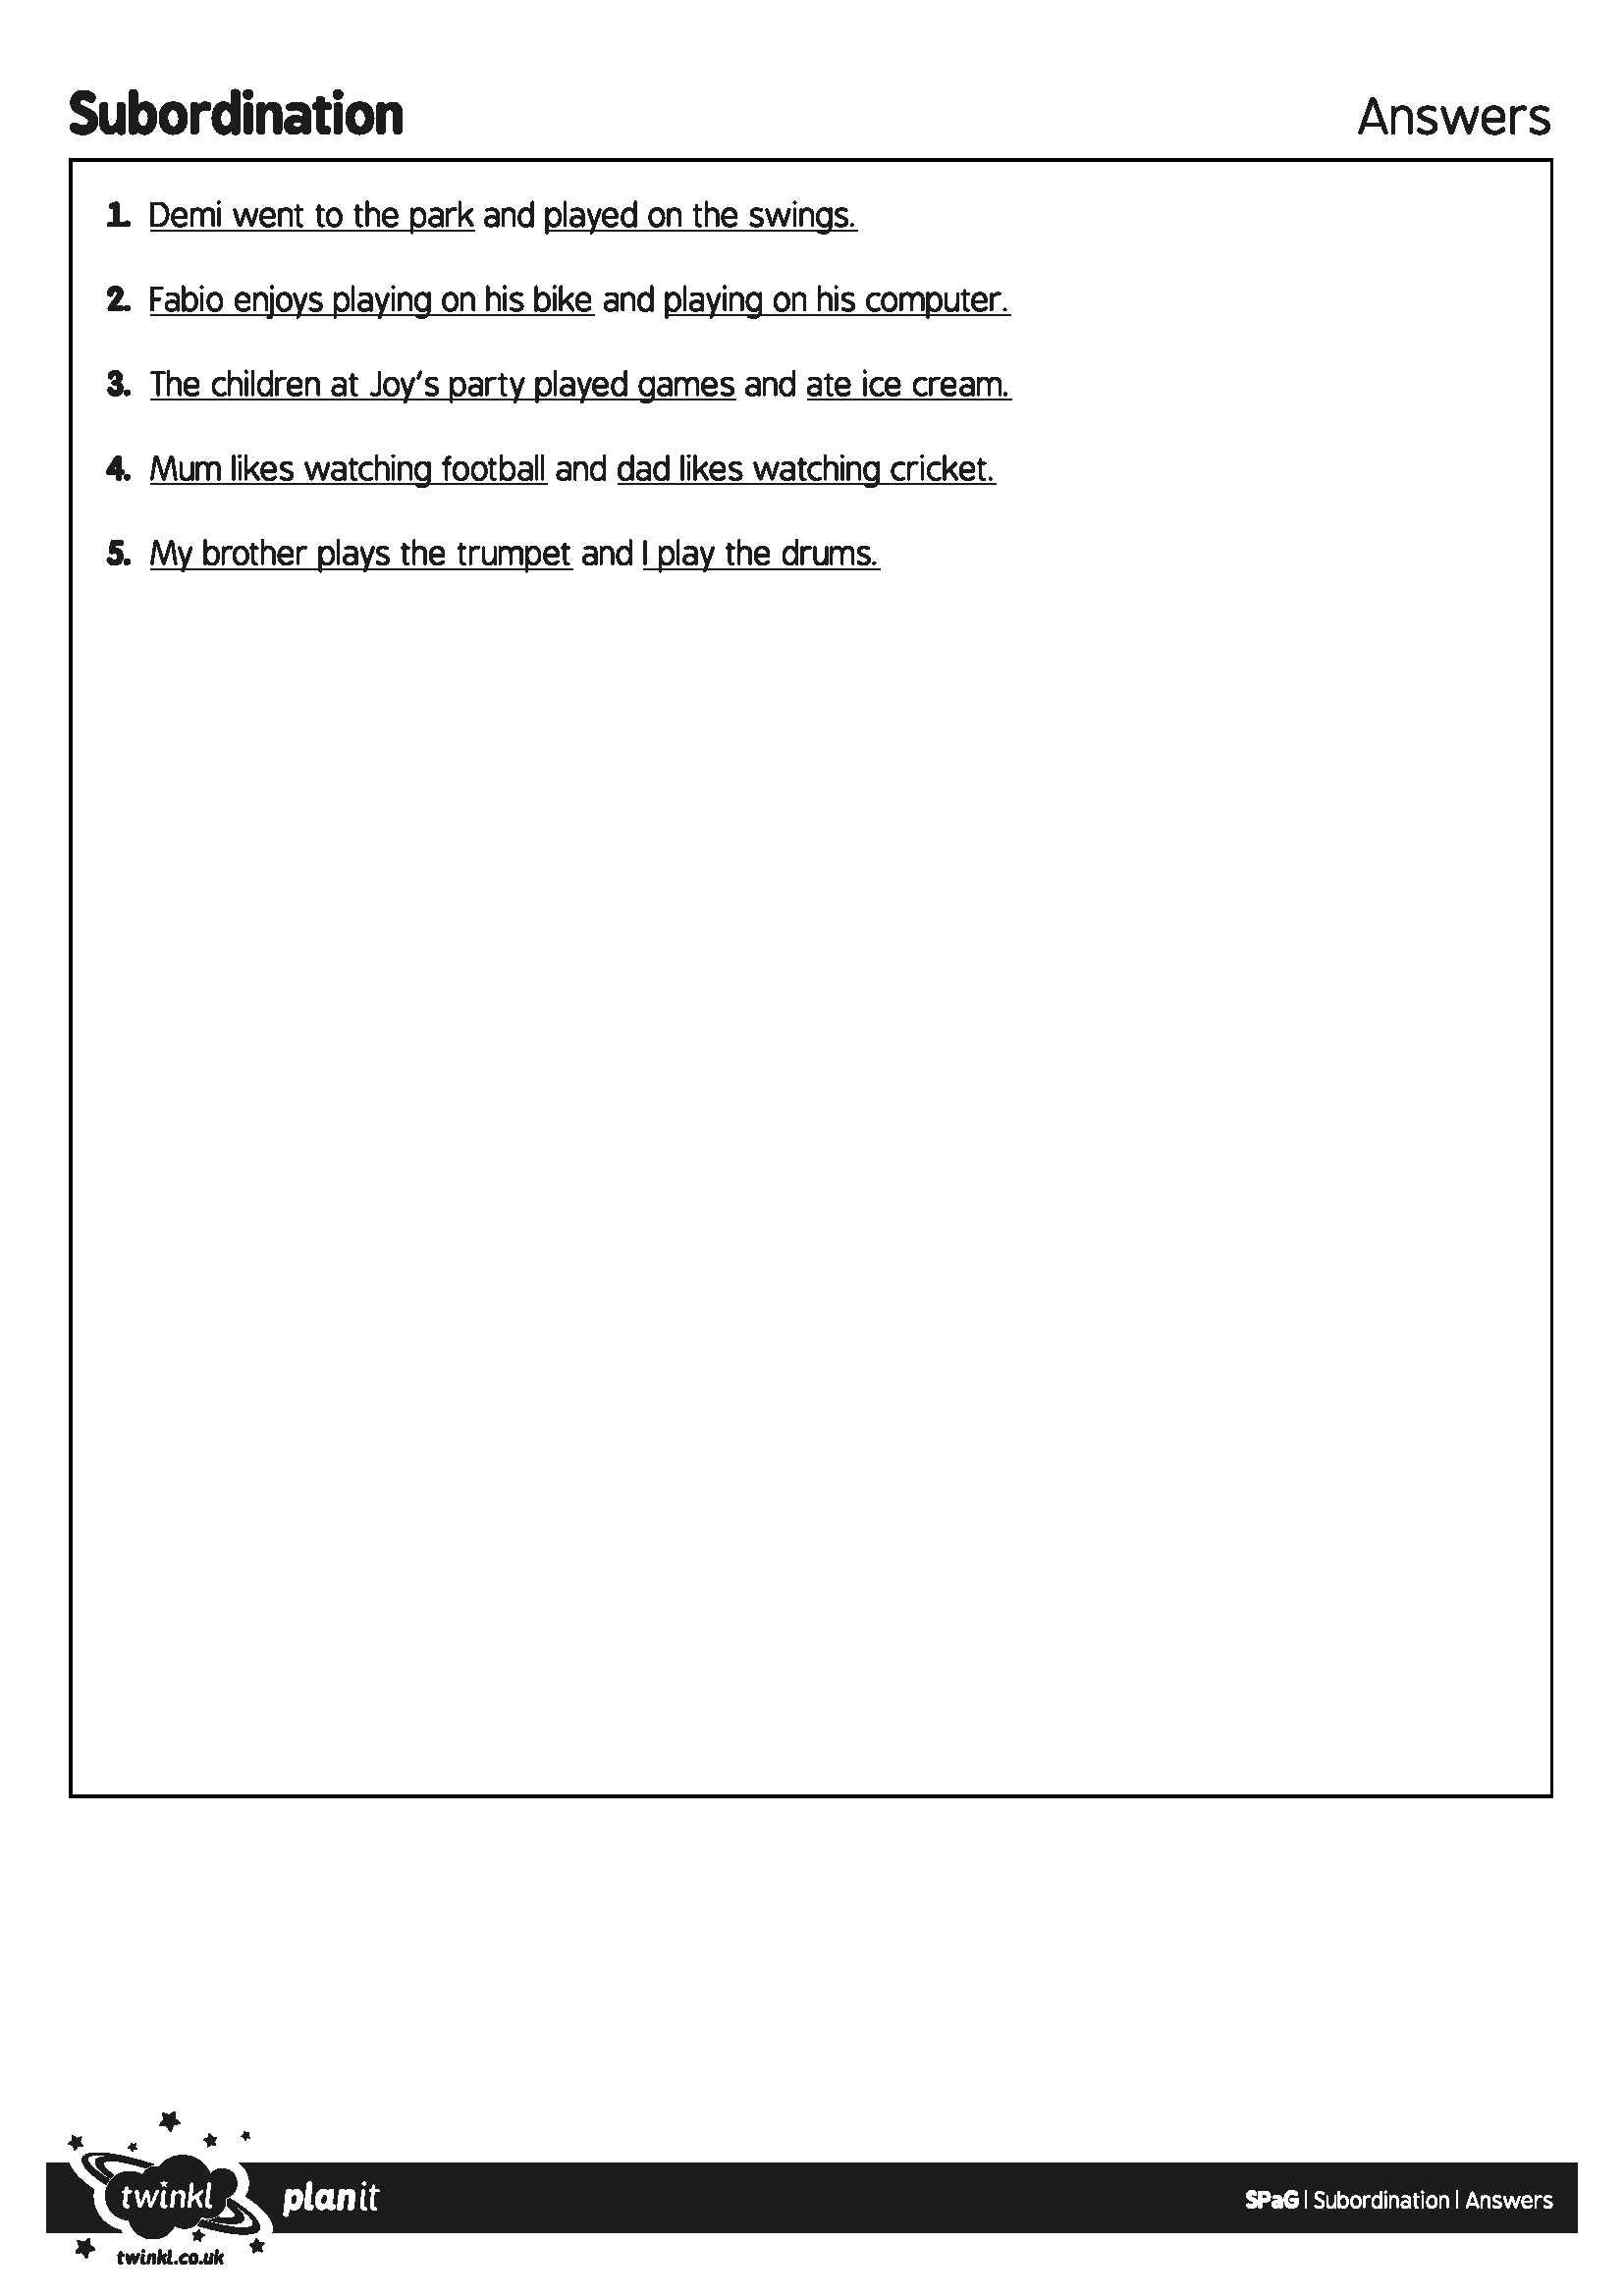 Subordination
Answers
1. Demi went to the park and played on the swings.
2. Fabio enjoys playing on his bike and playing on his computer.
3. The children at Joy's party played games and ate ice cream.
4. Mum likes watching football and dad likes watching cricket.
5. My brother plays the trumpet and I play the drums.
twinkl
planit
SPaG | Subordination | Answers
twinkl.co.uk